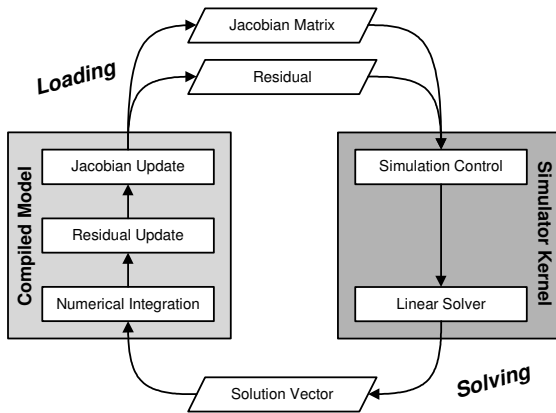 Jacobian Matrix
Loading
Residual
Compiled Model
Jacobian Update
Residual Update
Numerical Integration
Simulation Control
Linear Solver
Simulator Kernel
Solution Vector
Solving